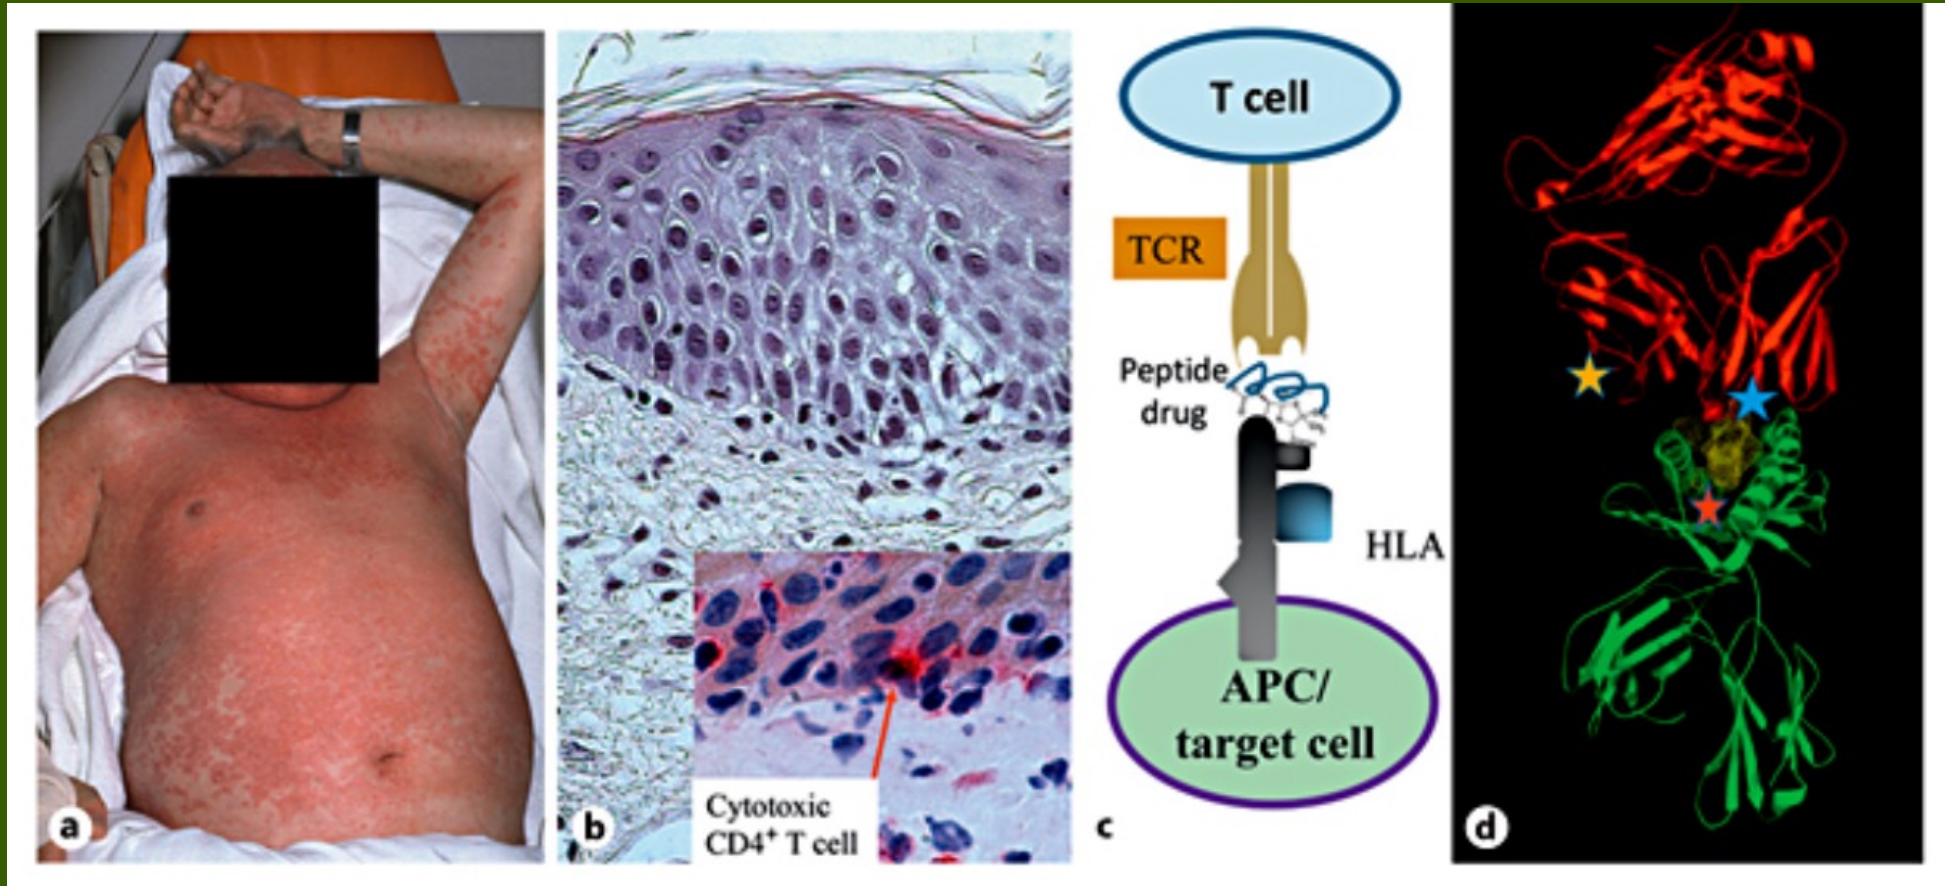 a
b
Cytotoxic
CD4⁺ T cell
c
T cell
TCR
Peptide
drug
HLA
APC/
target cell
d